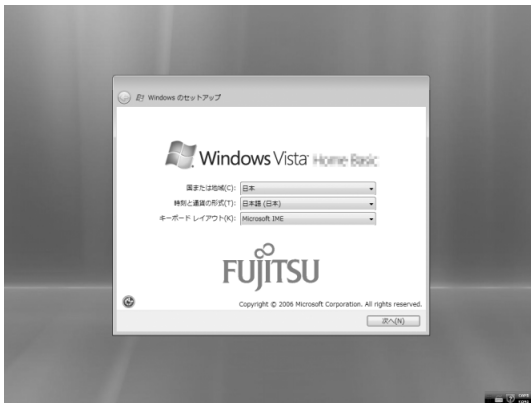 Windows のセットアップ
Windows Vista Home Basic
国または地域(C): 日本
時刻と通貨の形式(T): 日本語 (日本)
キーボード レイアウト(K): Microsoft IME
FUJITSU
Copyright © 2006 Microsoft Corporation. All rights reserved.
次へ(N)